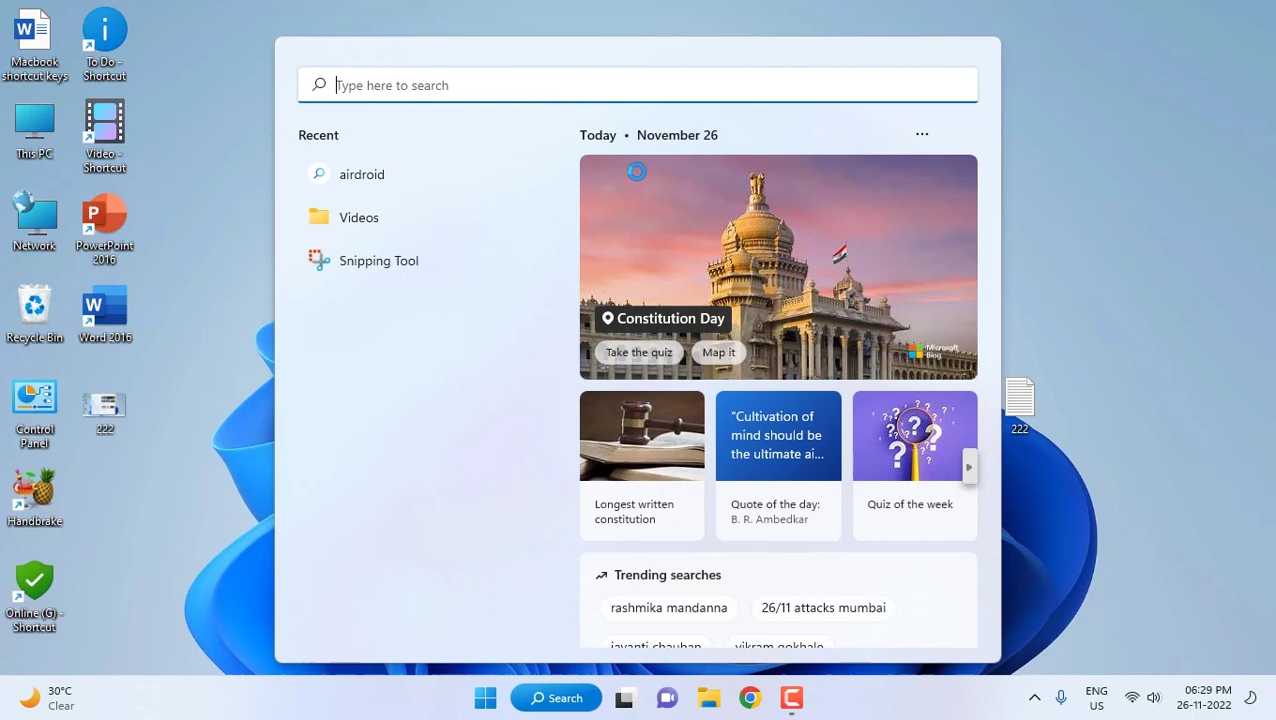 Macbook
shortcut keys
To Do -
Shortcut
This PC
Video -
Shortcut
Network
PowerPoint
2016
Recycle Bin
Word 2016
Control
Panel
222
Handbrake
Online (G) -
Shortcut
Type here to search
Recent
airdroid
Videos
Snipping Tool
Today • November 26
Constitution Day
Take the quiz
Map it
Microsoft
Bing
Longest written
constitution
“Cultivation of
mind should be
the ultimate ai...
Quote of the day:
B. R. Ambedkar
Quiz of the week
Trending searches
rashmika mandanna
26/11 attacks mumbai
jayanti chauhan
vikram gokhale
222
30°C
Clear
Search
ENG
US
06:29 PM
26-11-2022